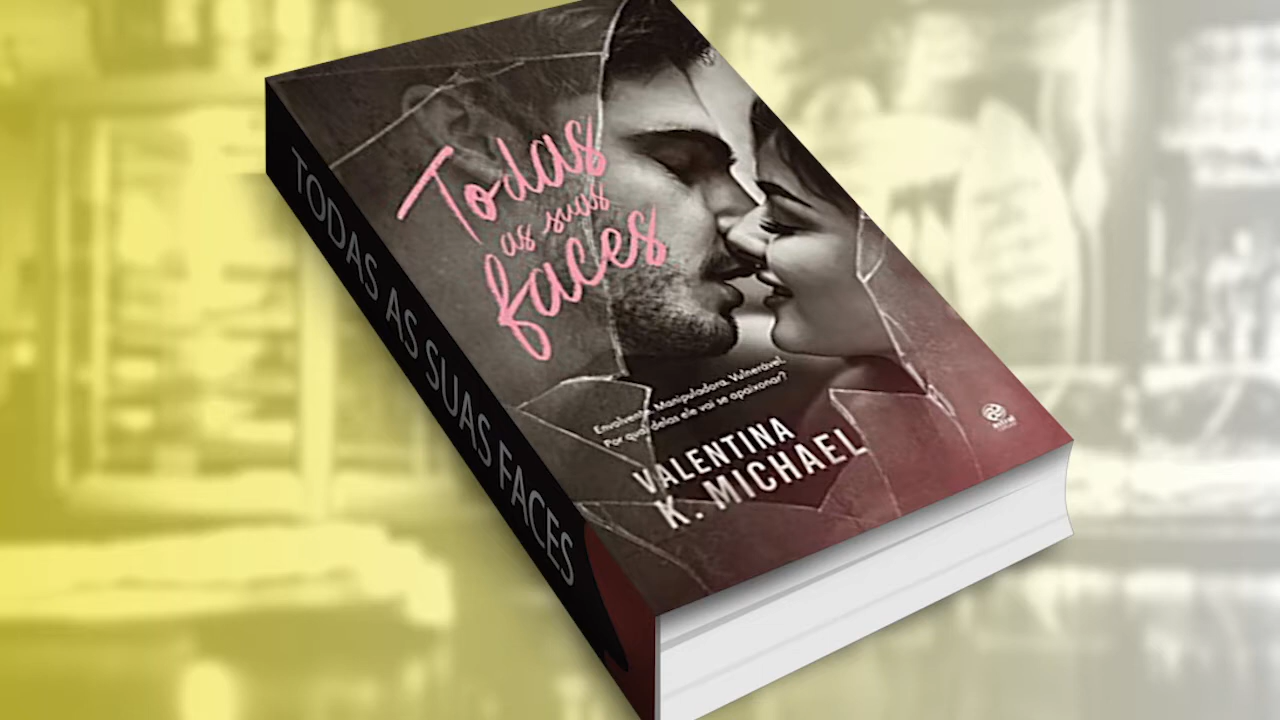 Todas
as suas
faces
Envolvente. Manipuladora. Vulnerável.
Por qual delas ele vai se apaixonar?
VALENTINA
K. MICHAEL
astral
TODAS AS SUAS FACES